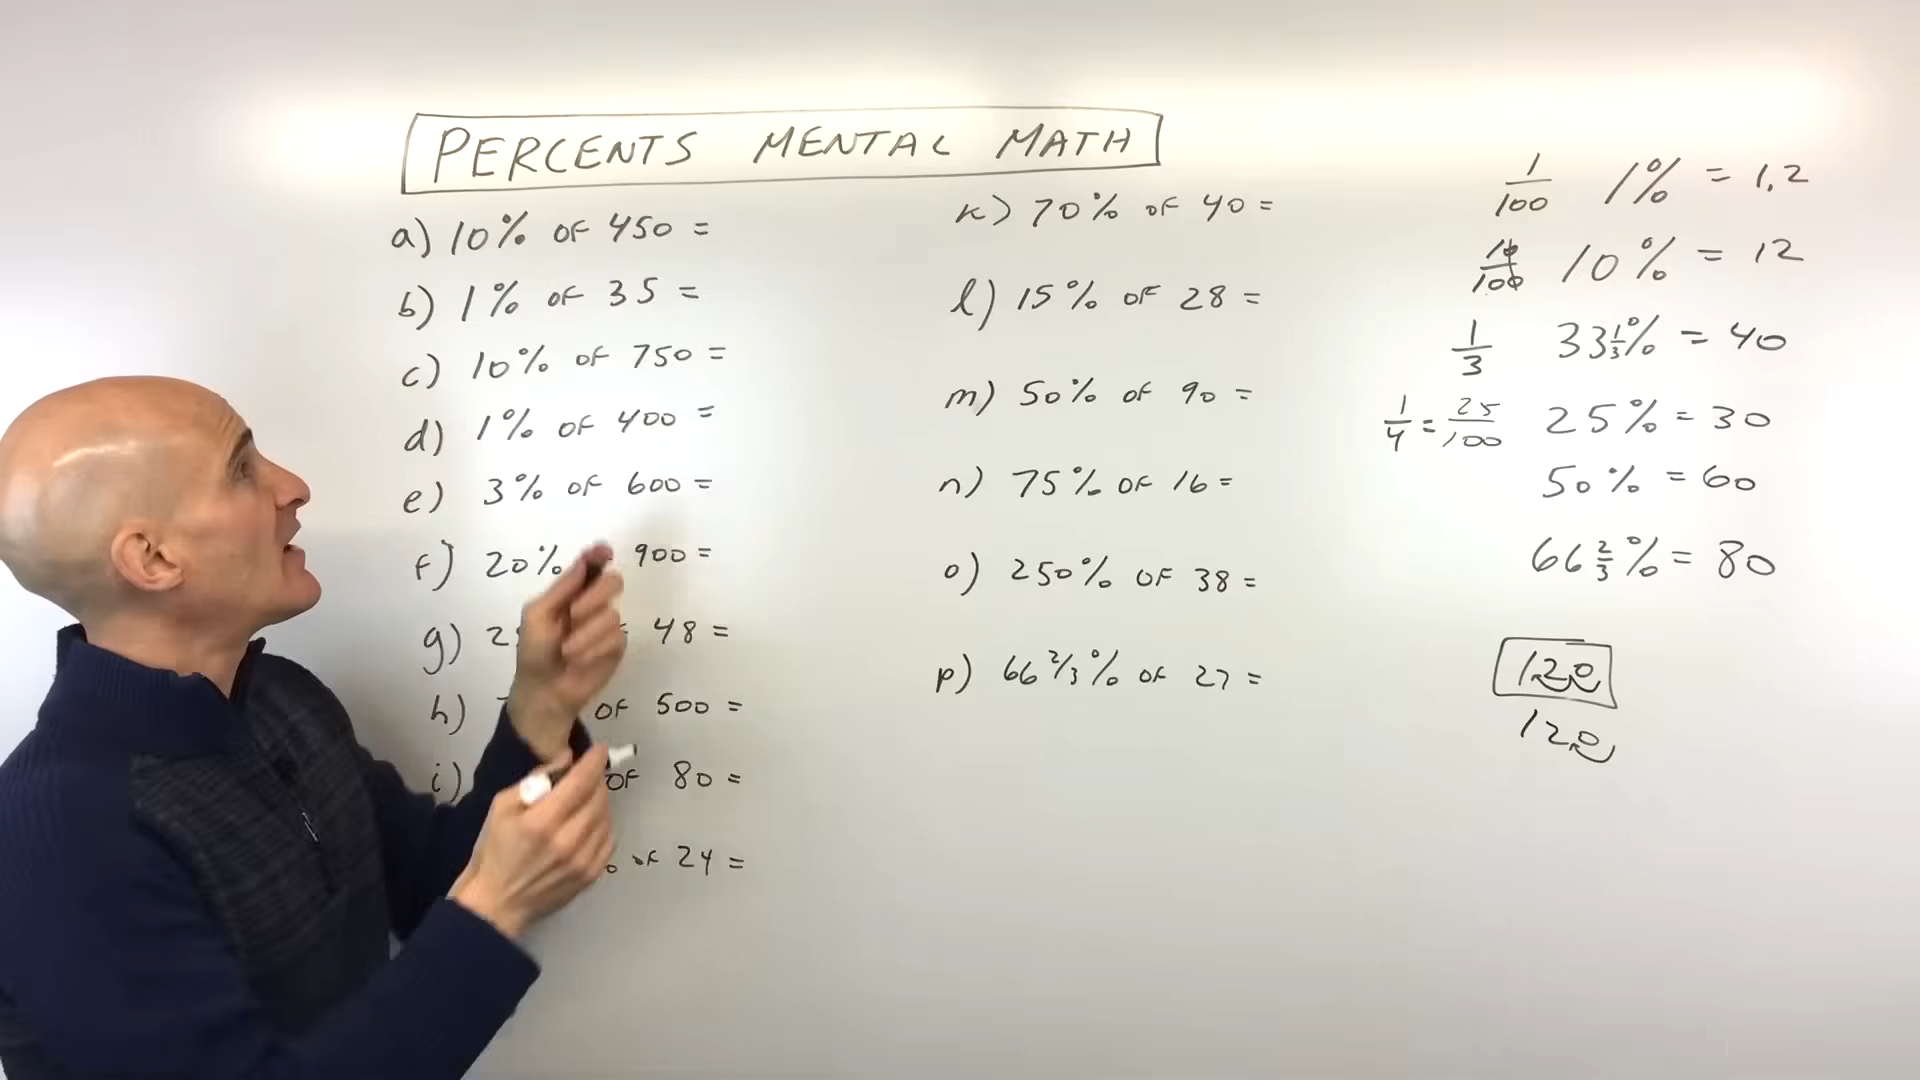 PERCENTS MENTAL MATH
a) 10% OF 450 =
b) 1% OF 35 =
c) 10% OF 750 =
d) 1% OF 400 =
e) 3% OF 600 =
f) 20% 900 =
g) 48 =
h) OF 500 =
i) OF 80 =
OF 24 =
k) 70% OF 40 =
l) 15% OF 28 =
m) 50% OF 90 =
n) 75% OF 16 =
o) 250% OF 38 =
p) 66 2/3% OF 27 =
1/100 1% = 1.2
10/100 10% = 12
1/3 33 1/3% = 40
1/4 = 25/100 25% = 30
50% = 60
66 2/3% = 80
120
120